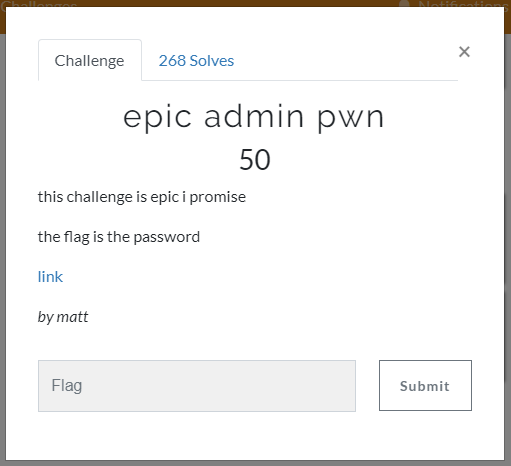 Challenges Notifications
Challenge 268 Solves ×
epic admin pwn
50
this challenge is epic i promise
the flag is the password
link
by matt
Flag Submit